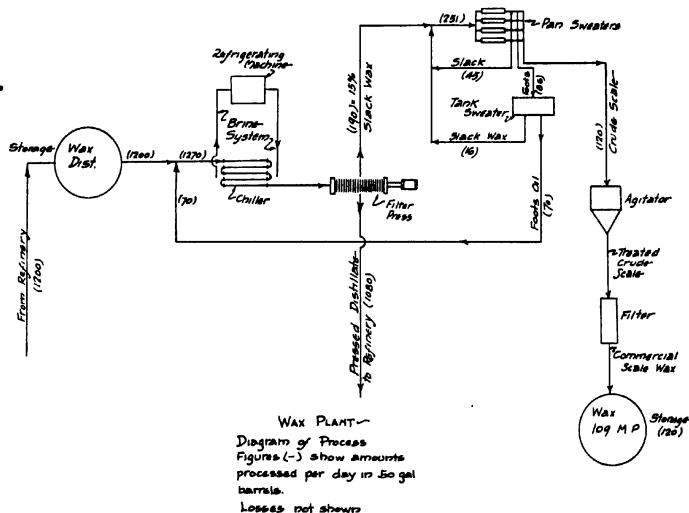 (251)
Pan Sweaters
Refrigerating
Machine
Slack
(45)
Foots
(86)
Tank
Sweater
Slack Wax
(16)
(190)=15%
Slack Wax
(120)
Crude Scale
Storage
Wax
Dist.
(1200)
(1270)
Brine
System
Chiller
(70)
Filter
Press
Foots Oil
(70)
Agitator
From Refinery
(1200)
Pressed Distillate
to Refinery (1080)
Treated
Crude
Scale
Filter
Commercial
Scale Wax
Wax
109 M P
Storage
(120)
WAX PLANT
Diagram of Process
Figures (-) show amounts
processed per day in 50 gal
barrels.
Losses not shown